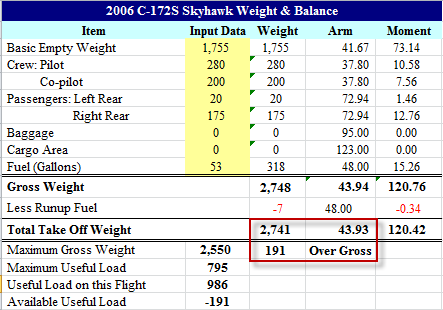 2006 C-172S Skyhawk Weight & Balance
Item Input Data Weight Arm Moment
Basic Empty Weight 1,755 1,755 41.67 73.14
Crew: Pilot 280 280 37.80 10.58
Co-pilot 200 200 37.80 7.56
Passengers: Left Rear 20 20 72.94 1.46
Right Rear 175 175 72.94 12.76
Baggage 0 0 95.00 0.00
Cargo Area 0 0 123.00 0.00
Fuel (Gallons) 53 318 48.00 15.26
Gross Weight 2,748 43.94 120.76
Less Runup Fuel -7 48.00 -0.34
Total Take Off Weight 2,741 43.93 120.42
Maximum Gross Weight 2,550 191 Over Gross
Maximum Useful Load 795
Useful Load on this Flight 986
Available Useful Load -191